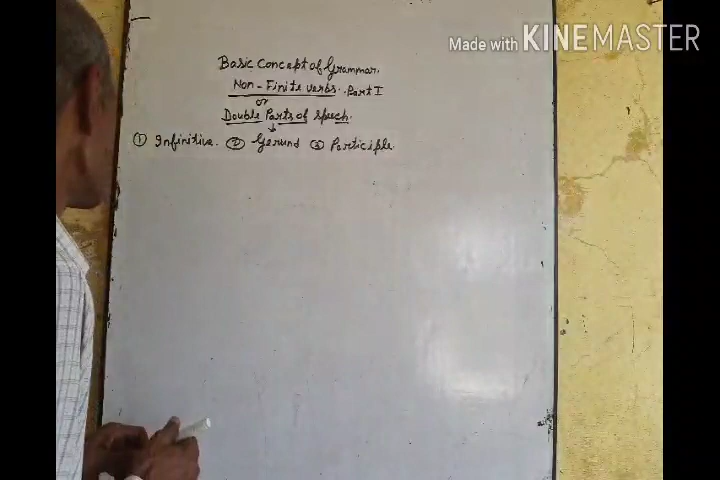 Made with KINEMASTER
Basic Concept of Grammar.
Non-Finite verbs. Part I
or
Double Parts of speech.
① Infinitive. ② Gerund ③ Participle.